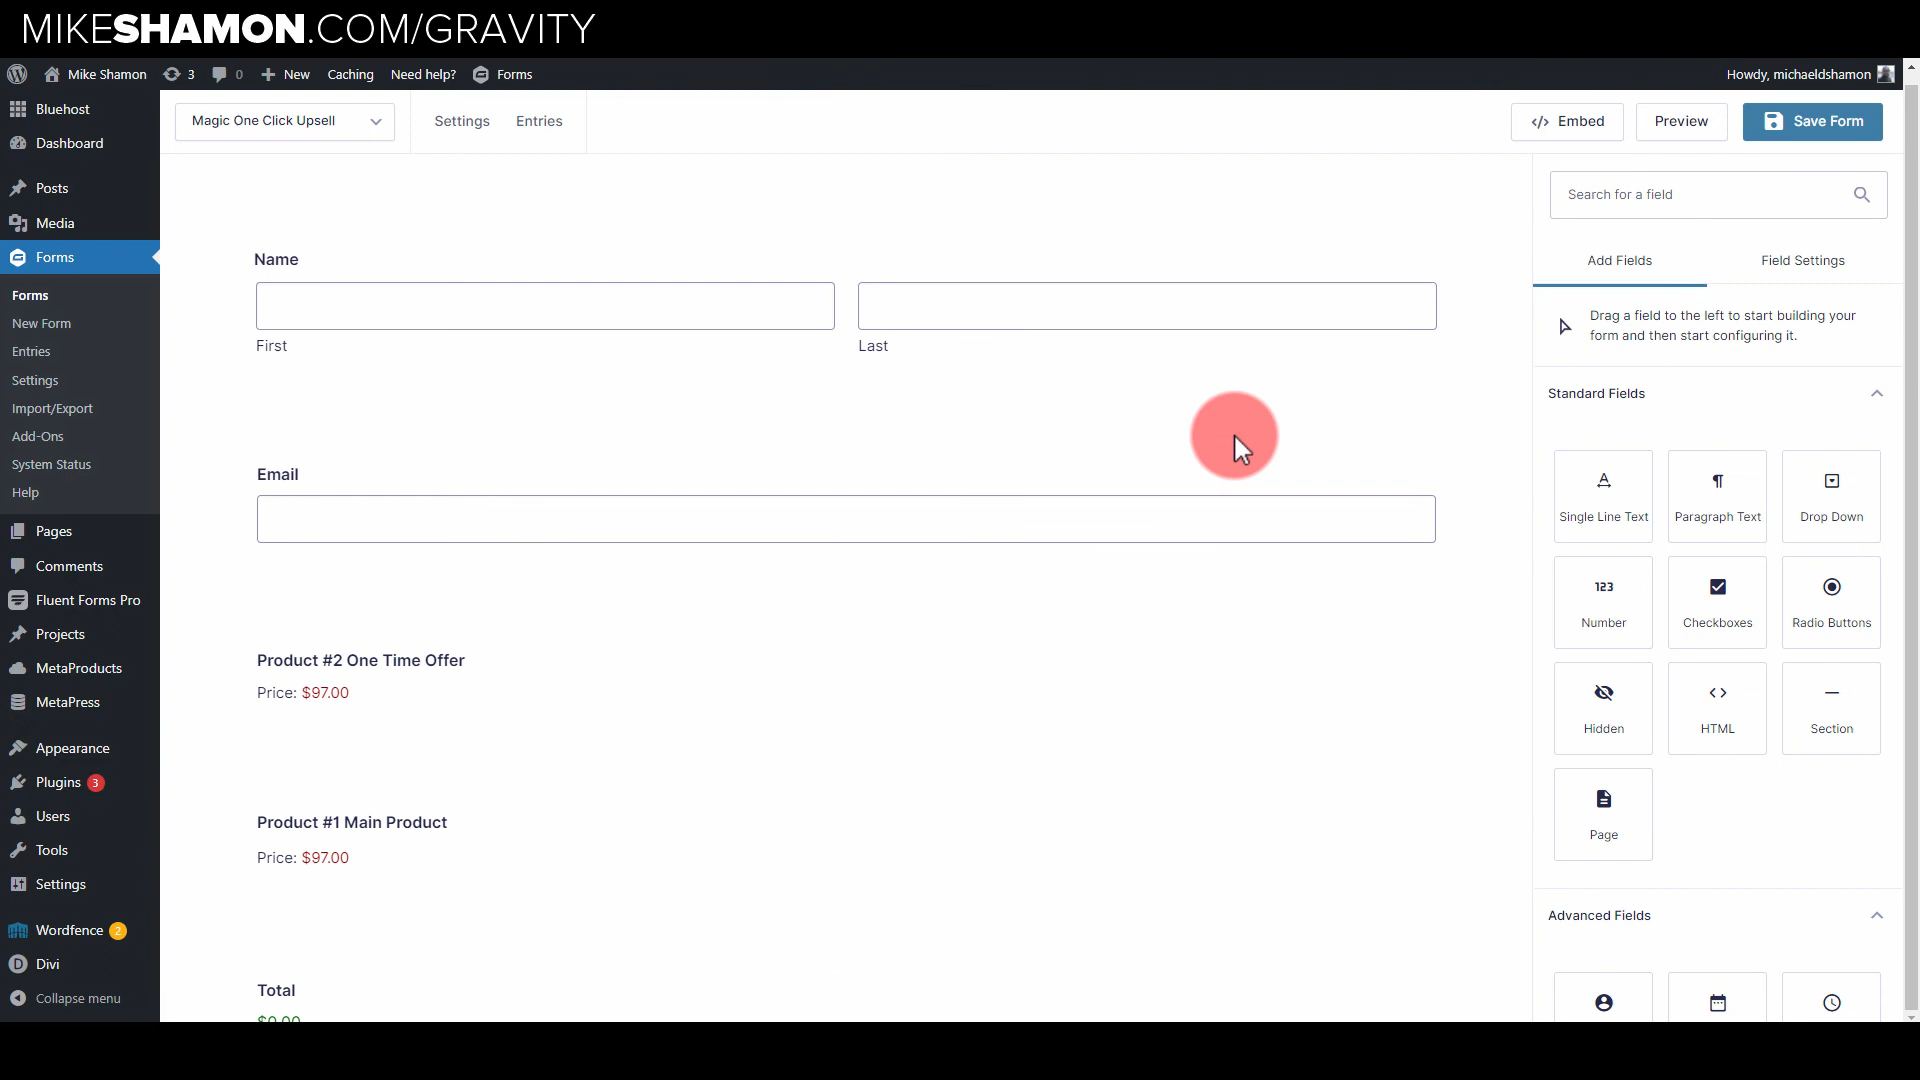 MIKESHAMON.COM/GRAVITY
Mike Shamon
3
0
New
Caching
Need help?
Forms
Howdy, michaeldshamon
Bluehost
Dashboard
Posts
Media
Forms
Forms
New Form
Entries
Settings
Import/Export
Add-Ons
System Status
Help
Pages
Comments
Fluent Forms Pro
Projects
MetaProducts
MetaPress
Appearance
Plugins 3
Users
Tools
Settings
Wordfence 2
Divi
Collapse menu
Magic One Click Upsell
Settings
Entries
Embed
Preview
Save Form
Name
First
Last
Email
Product #2 One Time Offer
Price: $97.00
Product #1 Main Product
Price: $97.00
Total
$0.00
Search for a field
Add Fields
Field Settings
Drag a field to the left to start building your
form and then start configuring it.
Standard Fields
Single Line Text
Paragraph Text
Drop Down
123
Number
Checkboxes
Radio Buttons
Hidden
HTML
Section
Page
Advanced Fields